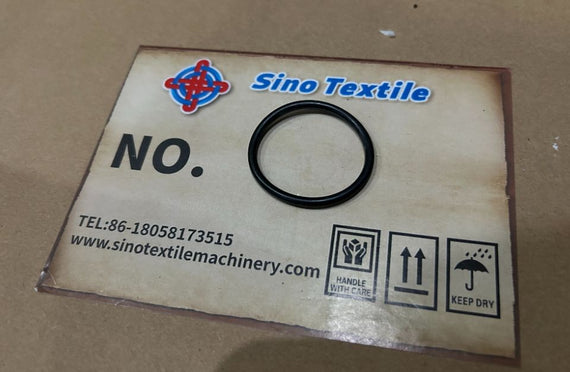 Sino Textile
NO.
TEL:86-18058173515
www.sinotextilemachinery.com
HANDLE
WITH CARE
KEEP DRY